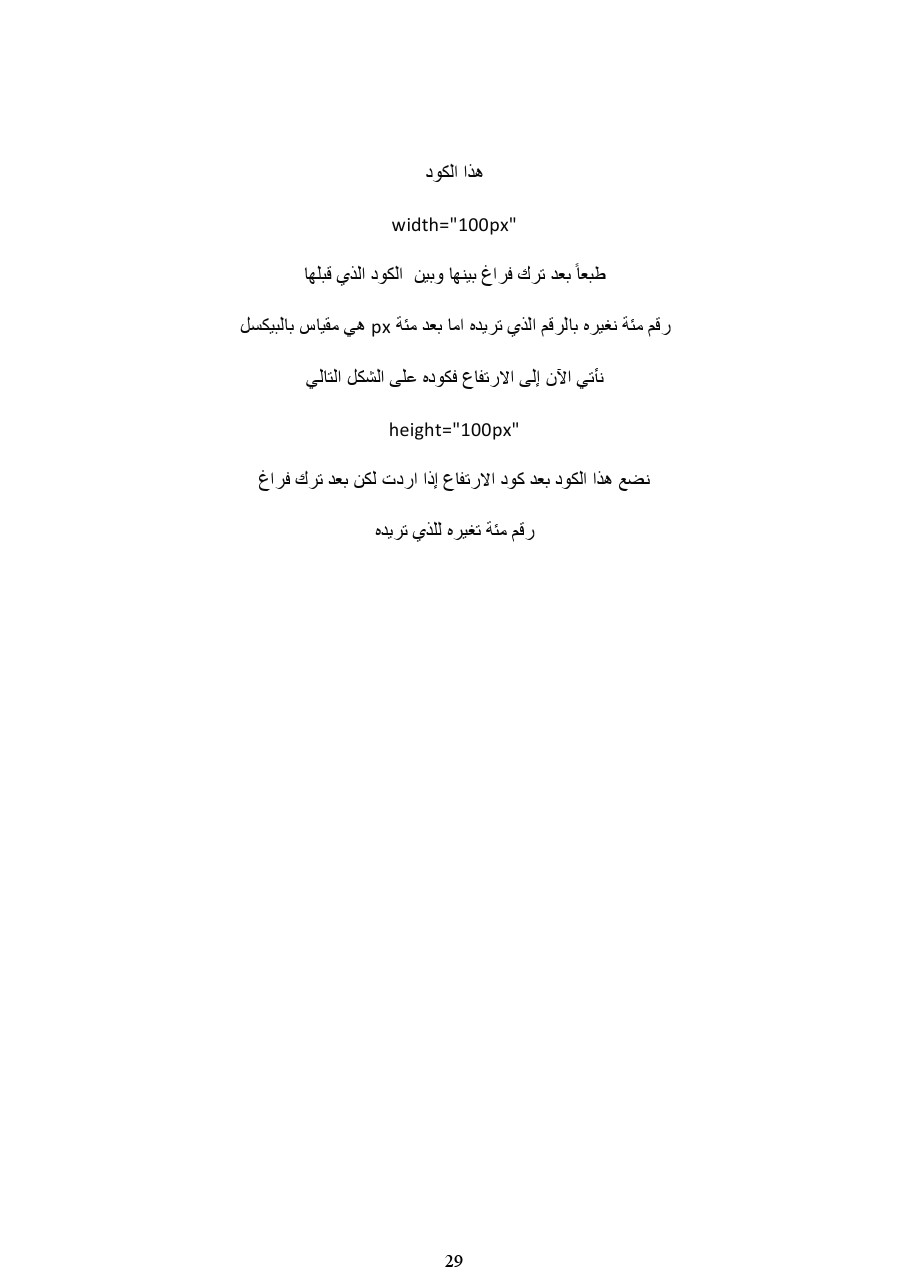 هذا الكود
width="100px"
طبعاً بعد ترك فراغ بينها وبين الكود الذي قبلها
رقم مئة نغيره بالرقم الذي تريده اما بعد مئة px هي مقياس بالبيكسل
نأتي الآن إلى الارتفاع فكوده على الشكل التالي
height="100px"
نضع هذا الكود بعد كود الارتفاع إذا اردت لكن بعد ترك فراغ
رقم مئة تغيره للذي تريده
29